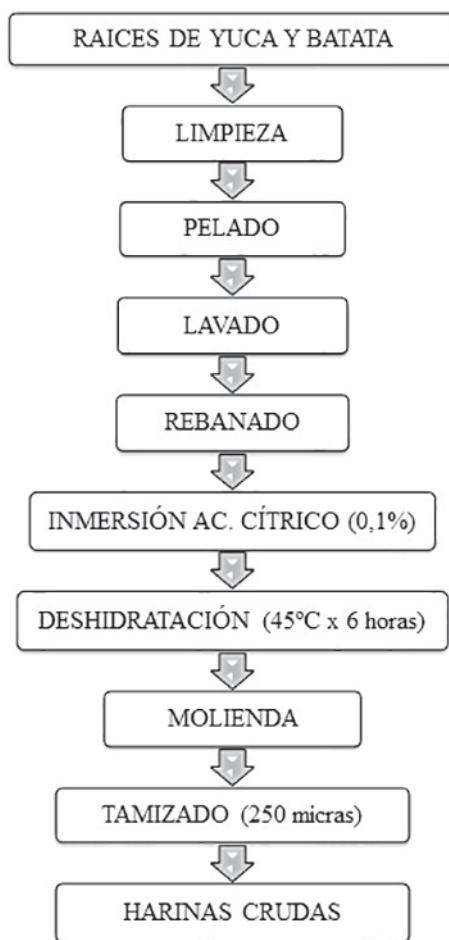 RAICES DE YUCA Y BATATA
LIMPIEZA
PELADO
LAVADO
REBANADO
INMERSIÓN AC. CÍTRICO (0,1%)
DESHIDRATACIÓN (45ºC x 6 horas)
MOLIENDA
TAMIZADO (250 micras)
HARINAS CRUDAS